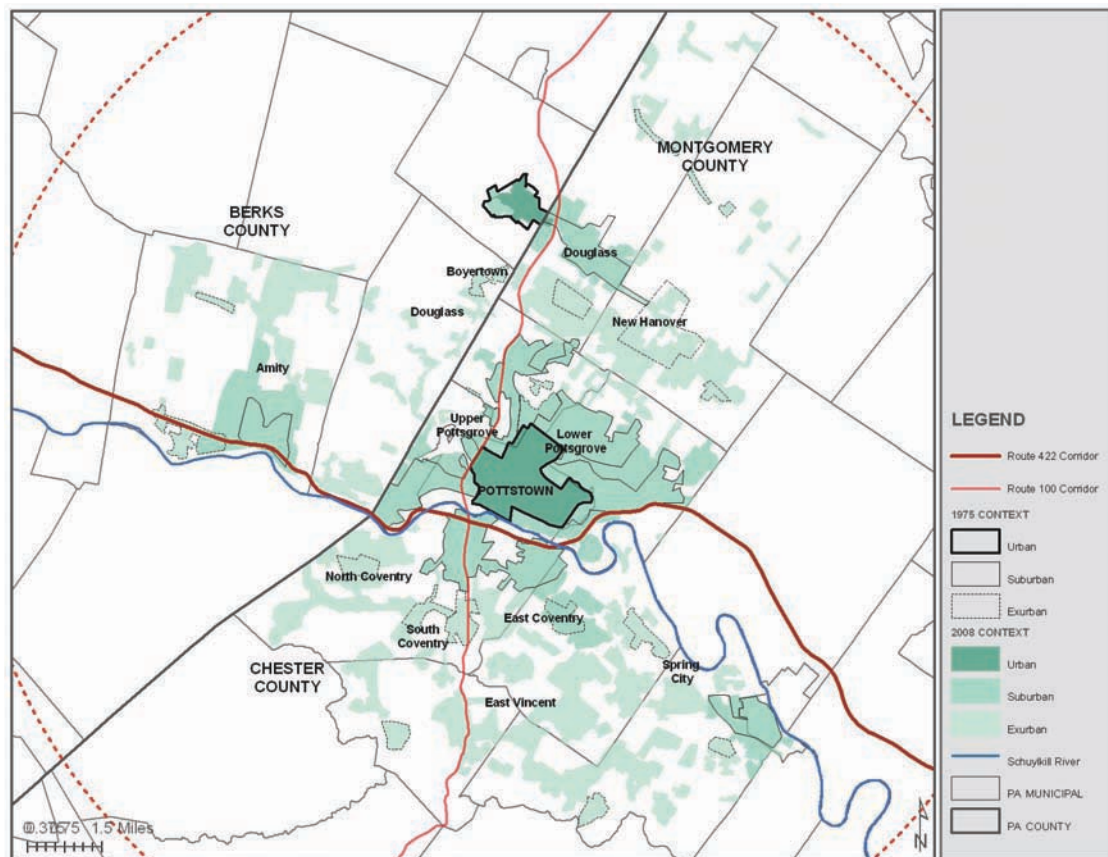 MONTGOMERY
COUNTY
BERKS
COUNTY
Douglass
Boyertown
Douglass
New Hanover
Amity
Upper
Pottsgrove
Lower
Pottsgrove
POTTSTOWN
North Coventry
East Coventry
South
Coventry
Spring
City
CHESTER
COUNTY
East Vincent
1.5 Miles
N
LEGEND
Route 422 Corridor
Route 100 Corridor
1975 CONTEXT
Urban
Suburban
Exurban
2008 CONTEXT
Urban
Suburban
Exurban
Schuylkill River
PA MUNICIPAL
PA COUNTY